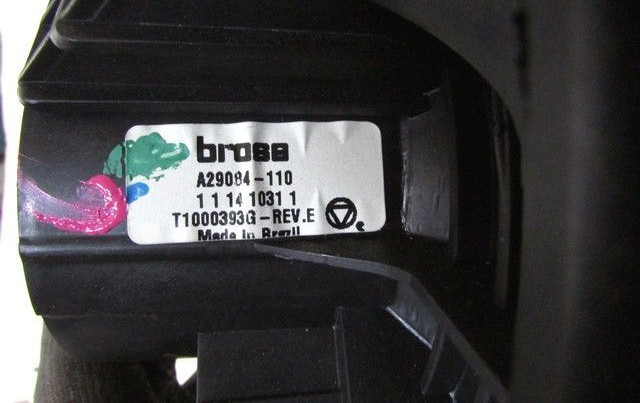 brose
A29084-110
1 1 14 1031 1
T1000393G-REV.E
Made in Brazil